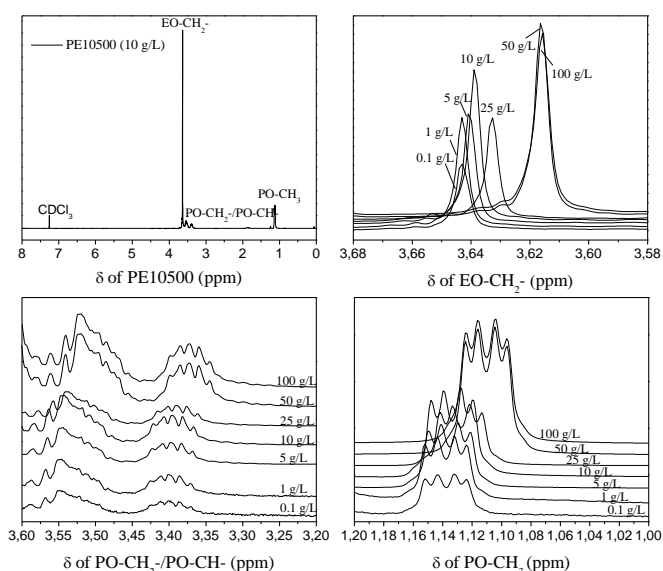 EO-CH2-
PE10500 (10 g/L)
PO-CH3
CDCl3
PO-CH2-/PO-CH-
8 7 6 5 4 3 2 1 0
δ of PE10500 (ppm)
50 g/L
10 g/L
100 g/L
5 g/L
25 g/L
1 g/L
0.1 g/L
3,68 3,66 3,64 3,62 3,60 3,58
δ of EO-CH2- (ppm)
100 g/L
50 g/L
25 g/L
10 g/L
5 g/L
1 g/L
0.1 g/L
3,60 3,55 3,50 3,45 3,40 3,35 3,30 3,25 3,20
δ of PO-CH2-/PO-CH- (ppm)
100 g/L
50 g/L
25 g/L
10 g/L
5 g/L
1 g/L
0.1 g/L
1,20 1,18 1,16 1,14 1,12 1,10 1,08 1,06 1,04 1,02 1,00
δ of PO-CH3 (ppm)